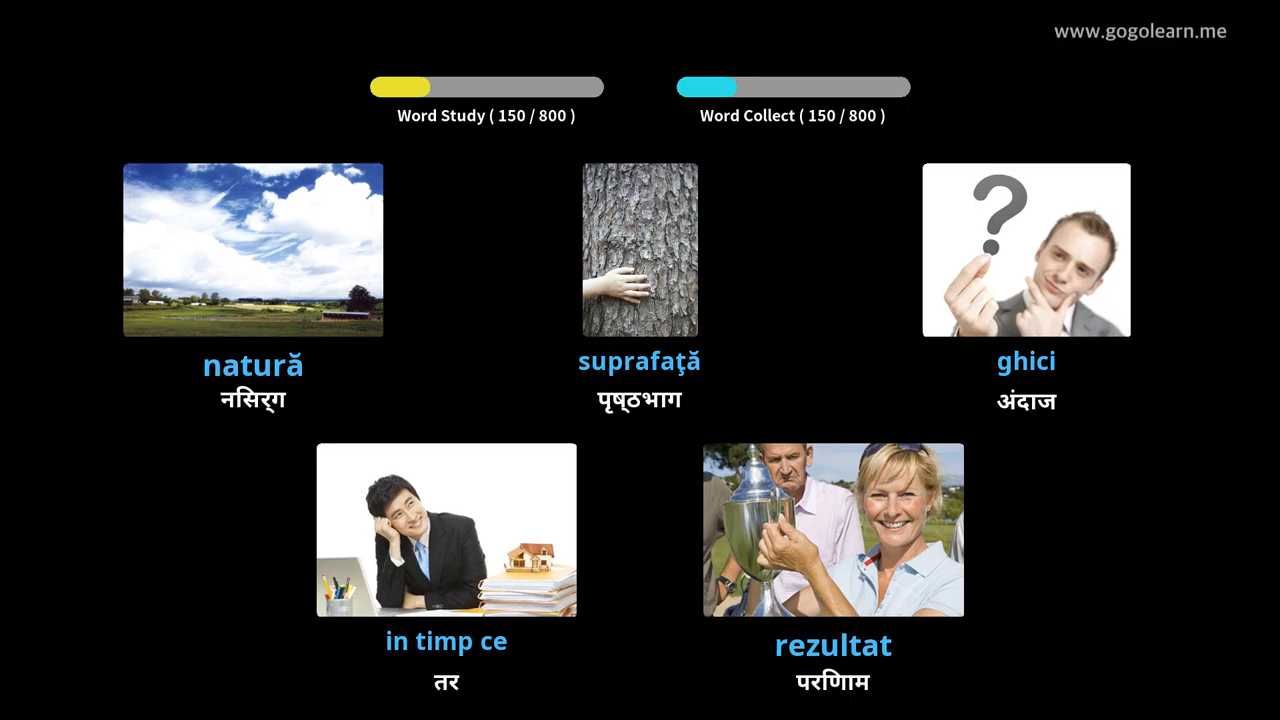 www.gogolearn.me
Word Study ( 150 / 800 )
Word Collect ( 150 / 800 )
natură
निसर्ग
suprafaţă
पृष्ठभाग
ghici
अंदाज
in timp ce
तर
rezultat
परिणाम